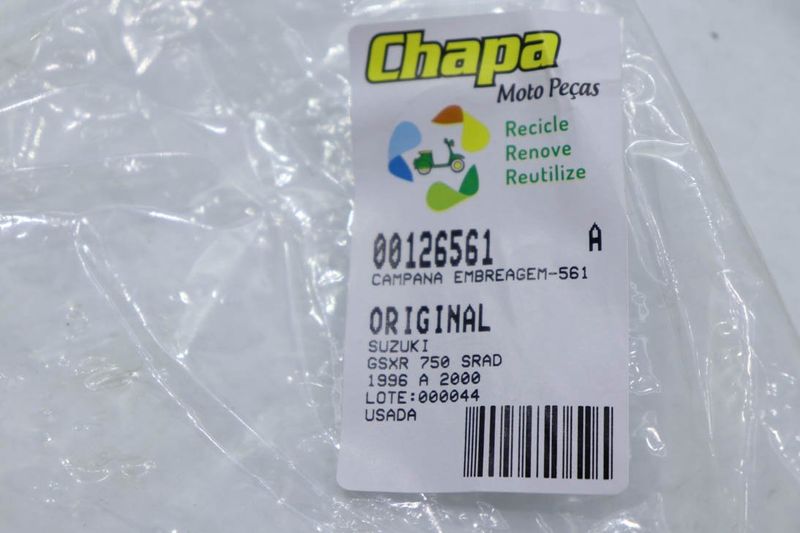 Chapa
Moto Peças
Recicle
Renove
Reutilize
00126561 A
CAMPANA EMBREAGEM-561
ORIGINAL
SUZUKI
GSXR 750 SRAD
1996 A 2000
LOTE:000044
USADA